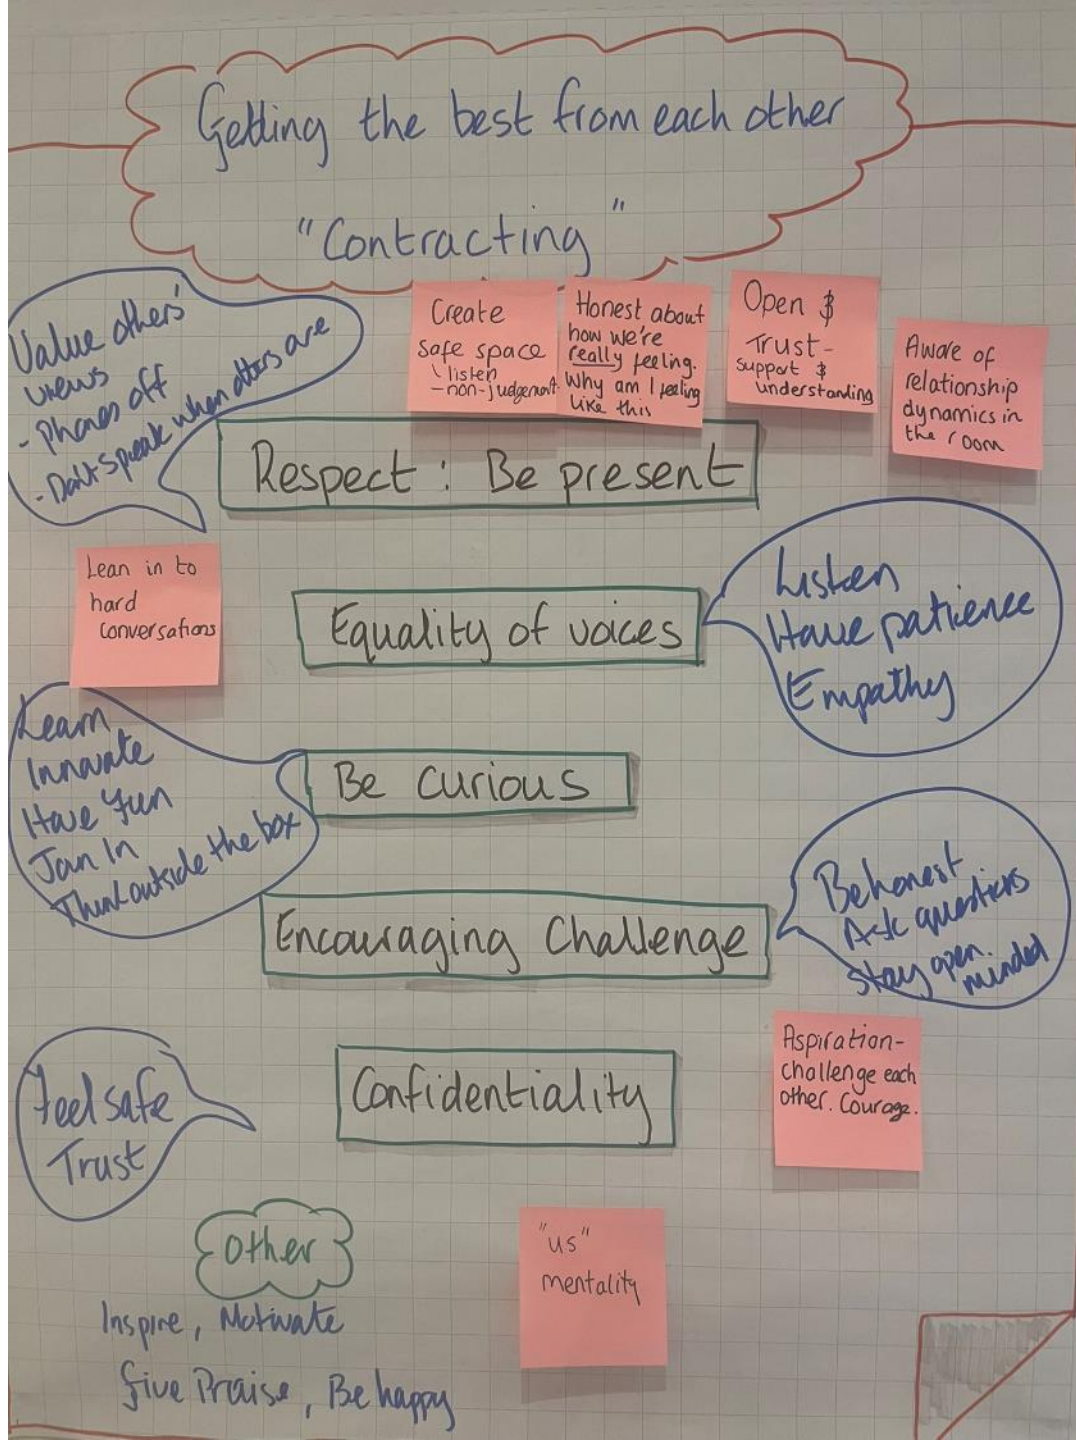 Getting the best from each other
"Contracting"
Value others'
views
- phones off
- Don't speak when others are
Create
safe space
listen
- non-judgement
Honest about
how we're
really feeling.
Why am I feeling
like this
Open &
Trust -
support &
understanding
Aware of
relationship
dynamics in
the room
Respect : Be present
Lean in to
hard
conversations
Equality of voices
Listen
Have patience
Empathy
Learn
Innovate
Have fun
Join In
Think outside the box
Be curious
Encouraging Challenge
Be honest
Ask questions
stay open.
minded
Aspiration-
challenge each
other. Courage.
Confidentiality
Feel safe
Trust
Other
Inspire, Motivate
Give Praise, Be happy
"us"
mentality